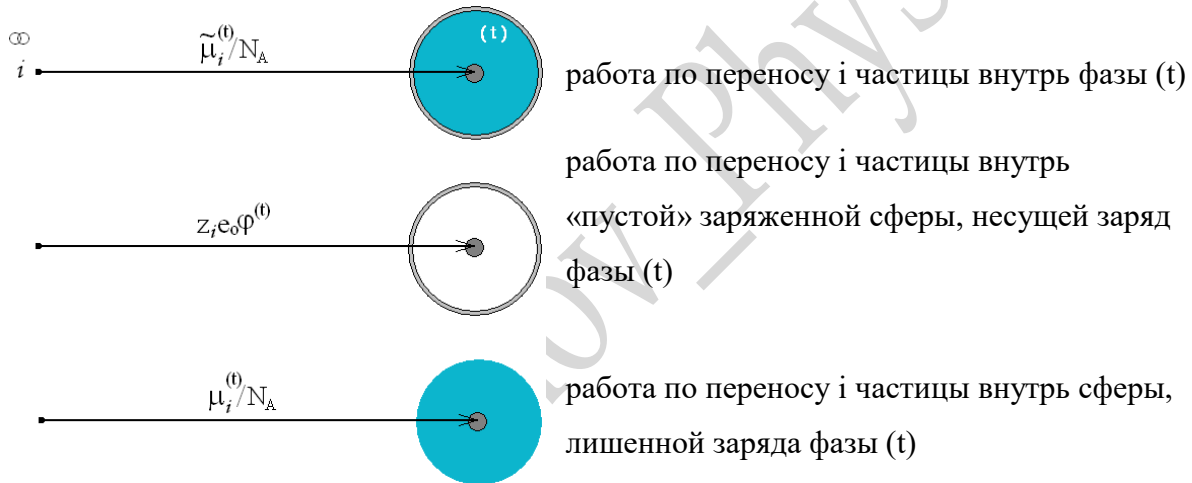 ∞
i
μ̃ᵢ⁽ᵗ⁾/N_A
(t)
работа по переносу i частицы внутрь фазы (t)
работа по переносу i частицы внутрь
zᵢe₀φ⁽ᵗ⁾
«пустой» заряженной сферы, несущей заряд
фазы (t)
μᵢ⁽ᵗ⁾/N_A
работа по переносу i частицы внутрь сферы,
лишенной заряда фазы (t)